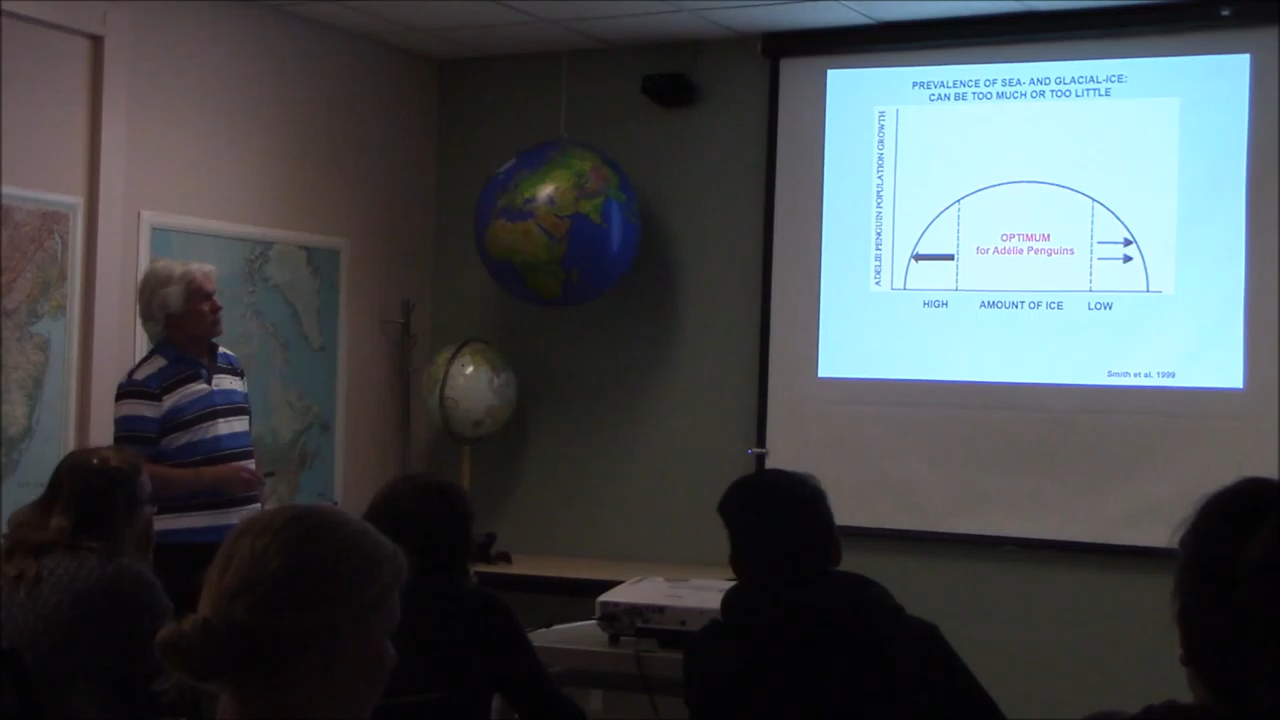 PREVALENCE OF SEA- AND GLACIAL-ICE:
CAN BE TOO MUCH OR TOO LITTLE
ADELIE PENGUIN POPULATION GROWTH
OPTIMUM
for Adélie Penguins
HIGH AMOUNT OF ICE LOW
Smith et al. 1999